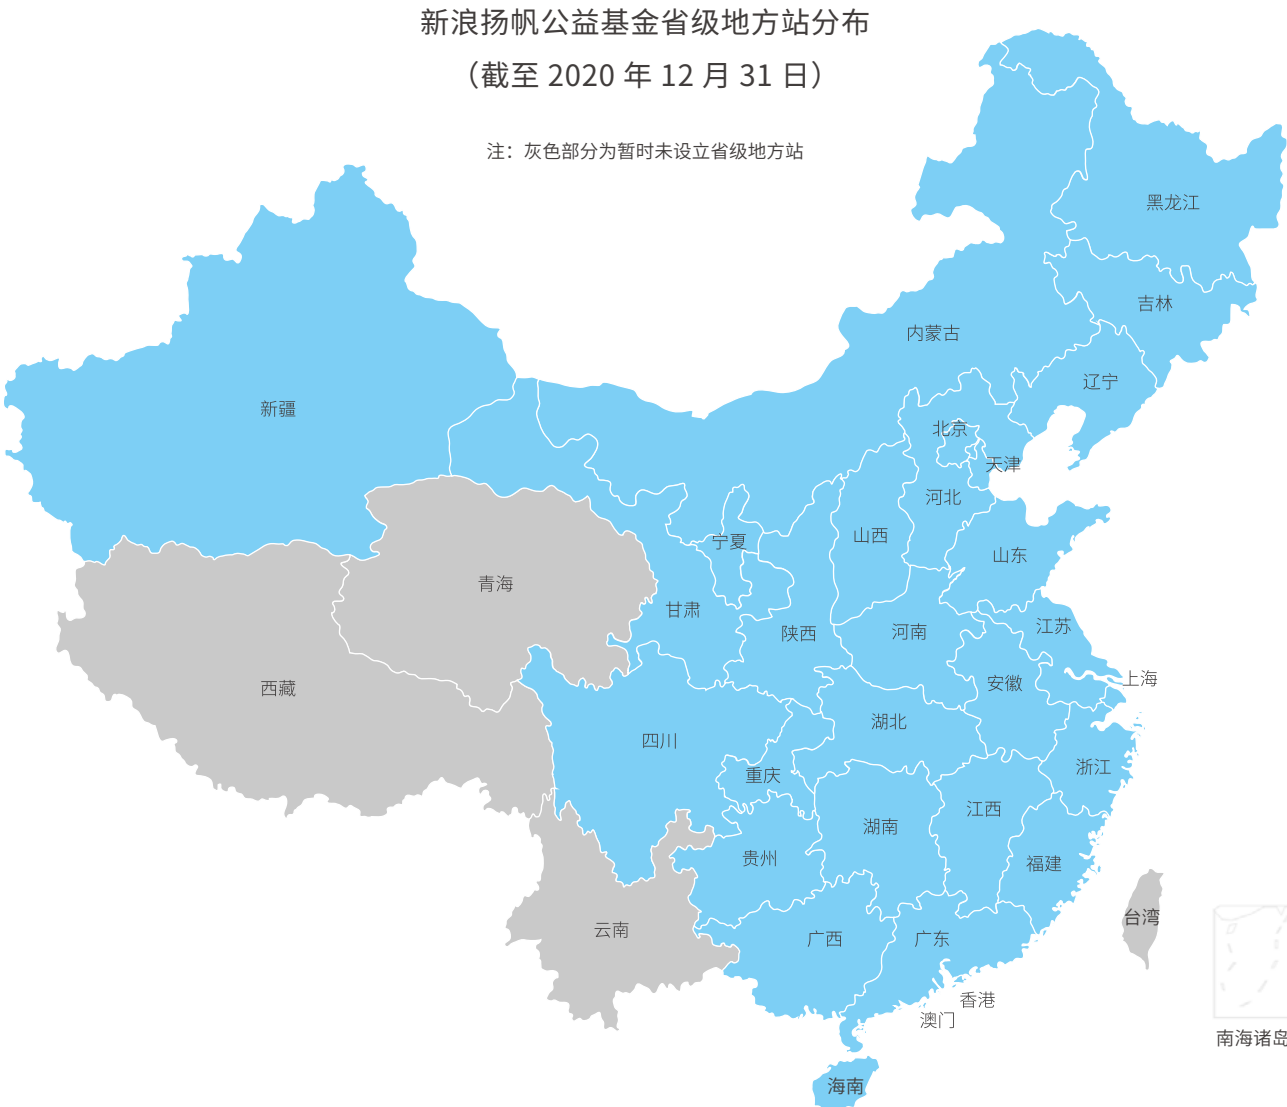 新浪扬帆公益基金省级地方站分布
（截至 2020 年 12 月 31 日）
注：灰色部分为暂时未设立省级地方站
黑龙江
吉林
内蒙古
辽宁
新疆
北京
天津
河北
山西
宁夏
山东
青海
甘肃
陕西
河南
江苏
西藏
安徽
上海
湖北
四川
浙江
重庆
江西
湖南
贵州
福建
台湾
云南
广西
广东
香港
澳门
南海诸岛
海南